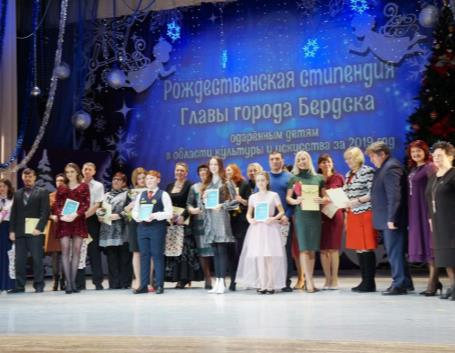 Рождественская стипендия
Главы города Бердска
одарённым детям
в области культуры и искусства за 2019 год